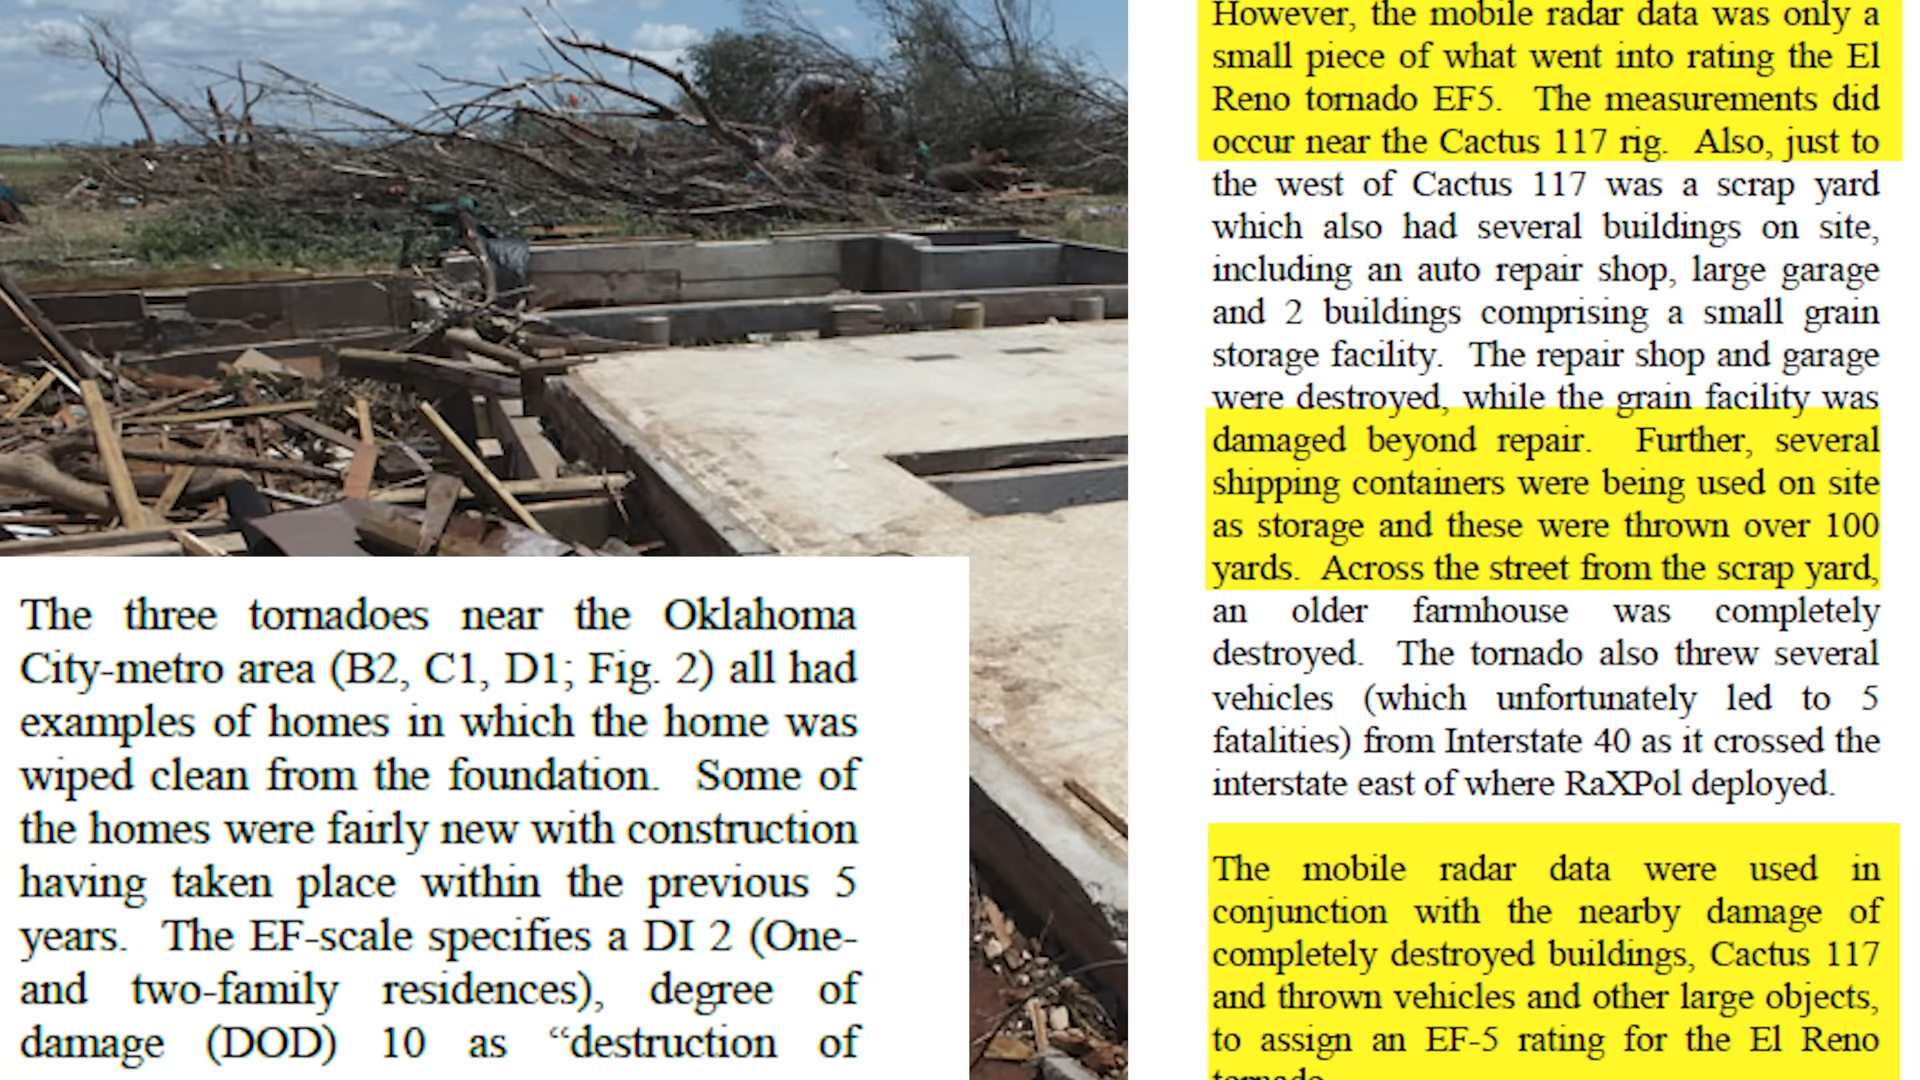 The three tornadoes near the Oklahoma
City-metro area (B2, C1, D1; Fig. 2) all had
examples of homes in which the home was
wiped clean from the foundation. Some of
the homes were fairly new with construction
having taken place within the previous 5
years. The EF-scale specifies a DI 2 (One-
and two-family residences), degree of
damage (DOD) 10 as “destruction of
However, the mobile radar data was only a
small piece of what went into rating the El
Reno tornado EF5. The measurements did
occur near the Cactus 117 rig. Also, just to
the west of Cactus 117 was a scrap yard
which also had several buildings on site,
including an auto repair shop, large garage
and 2 buildings comprising a small grain
storage facility. The repair shop and garage
were destroyed, while the grain facility was
damaged beyond repair. Further, several
shipping containers were being used on site
as storage and these were thrown over 100
yards. Across the street from the scrap yard,
an older farmhouse was completely
destroyed. The tornado also threw several
vehicles (which unfortunately led to 5
fatalities) from Interstate 40 as it crossed the
interstate east of where RaXPol deployed.
The mobile radar data were used in
conjunction with the nearby damage of
completely destroyed buildings, Cactus 117
and thrown vehicles and other large objects,
to assign an EF-5 rating for the El Reno
tornado